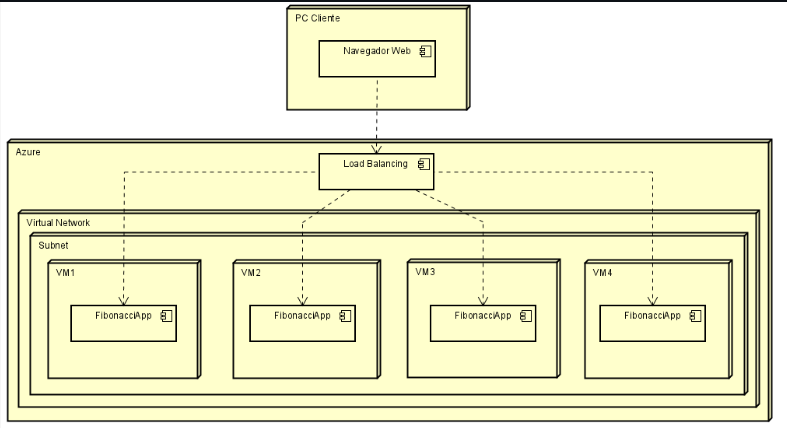 PC Cliente
Navegador Web
Azure
Load Balancing
Virtual Network
Subnet
VM1
VM2
VM3
VM4
FibonacciApp
FibonacciApp
FibonacciApp
FibonacciApp